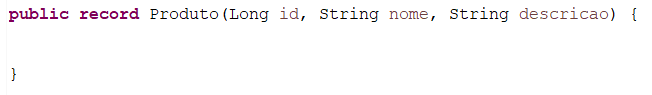 public record Produto(Long id, String nome, String descricao) {
}